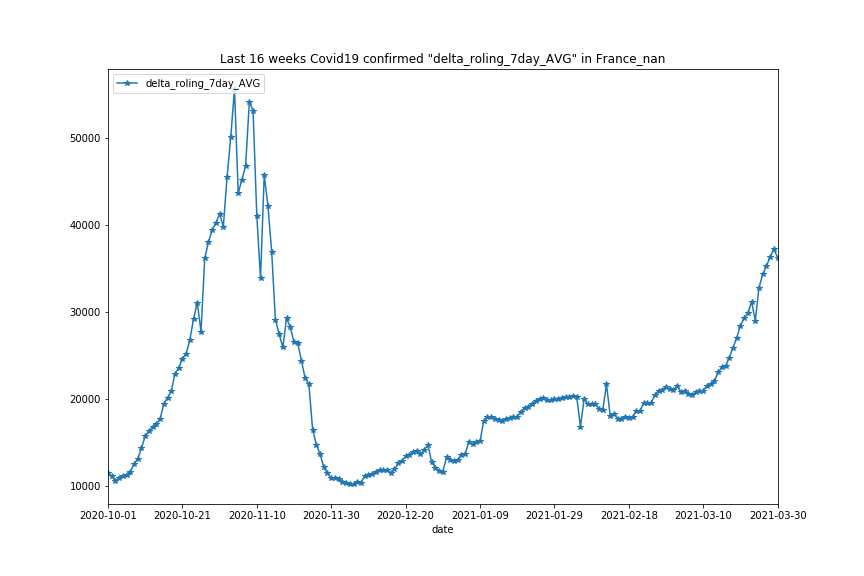 Last 16 weeks Covid19 confirmed "delta_roling_7day_AVG" in France_nan
delta_roling_7day_AVG
50000
40000
30000
20000
10000
2020-10-01 2020-10-21 2020-11-10 2020-11-30 2020-12-20 2021-01-09 2021-01-29 2021-02-18 2021-03-10 2021-03-30
date